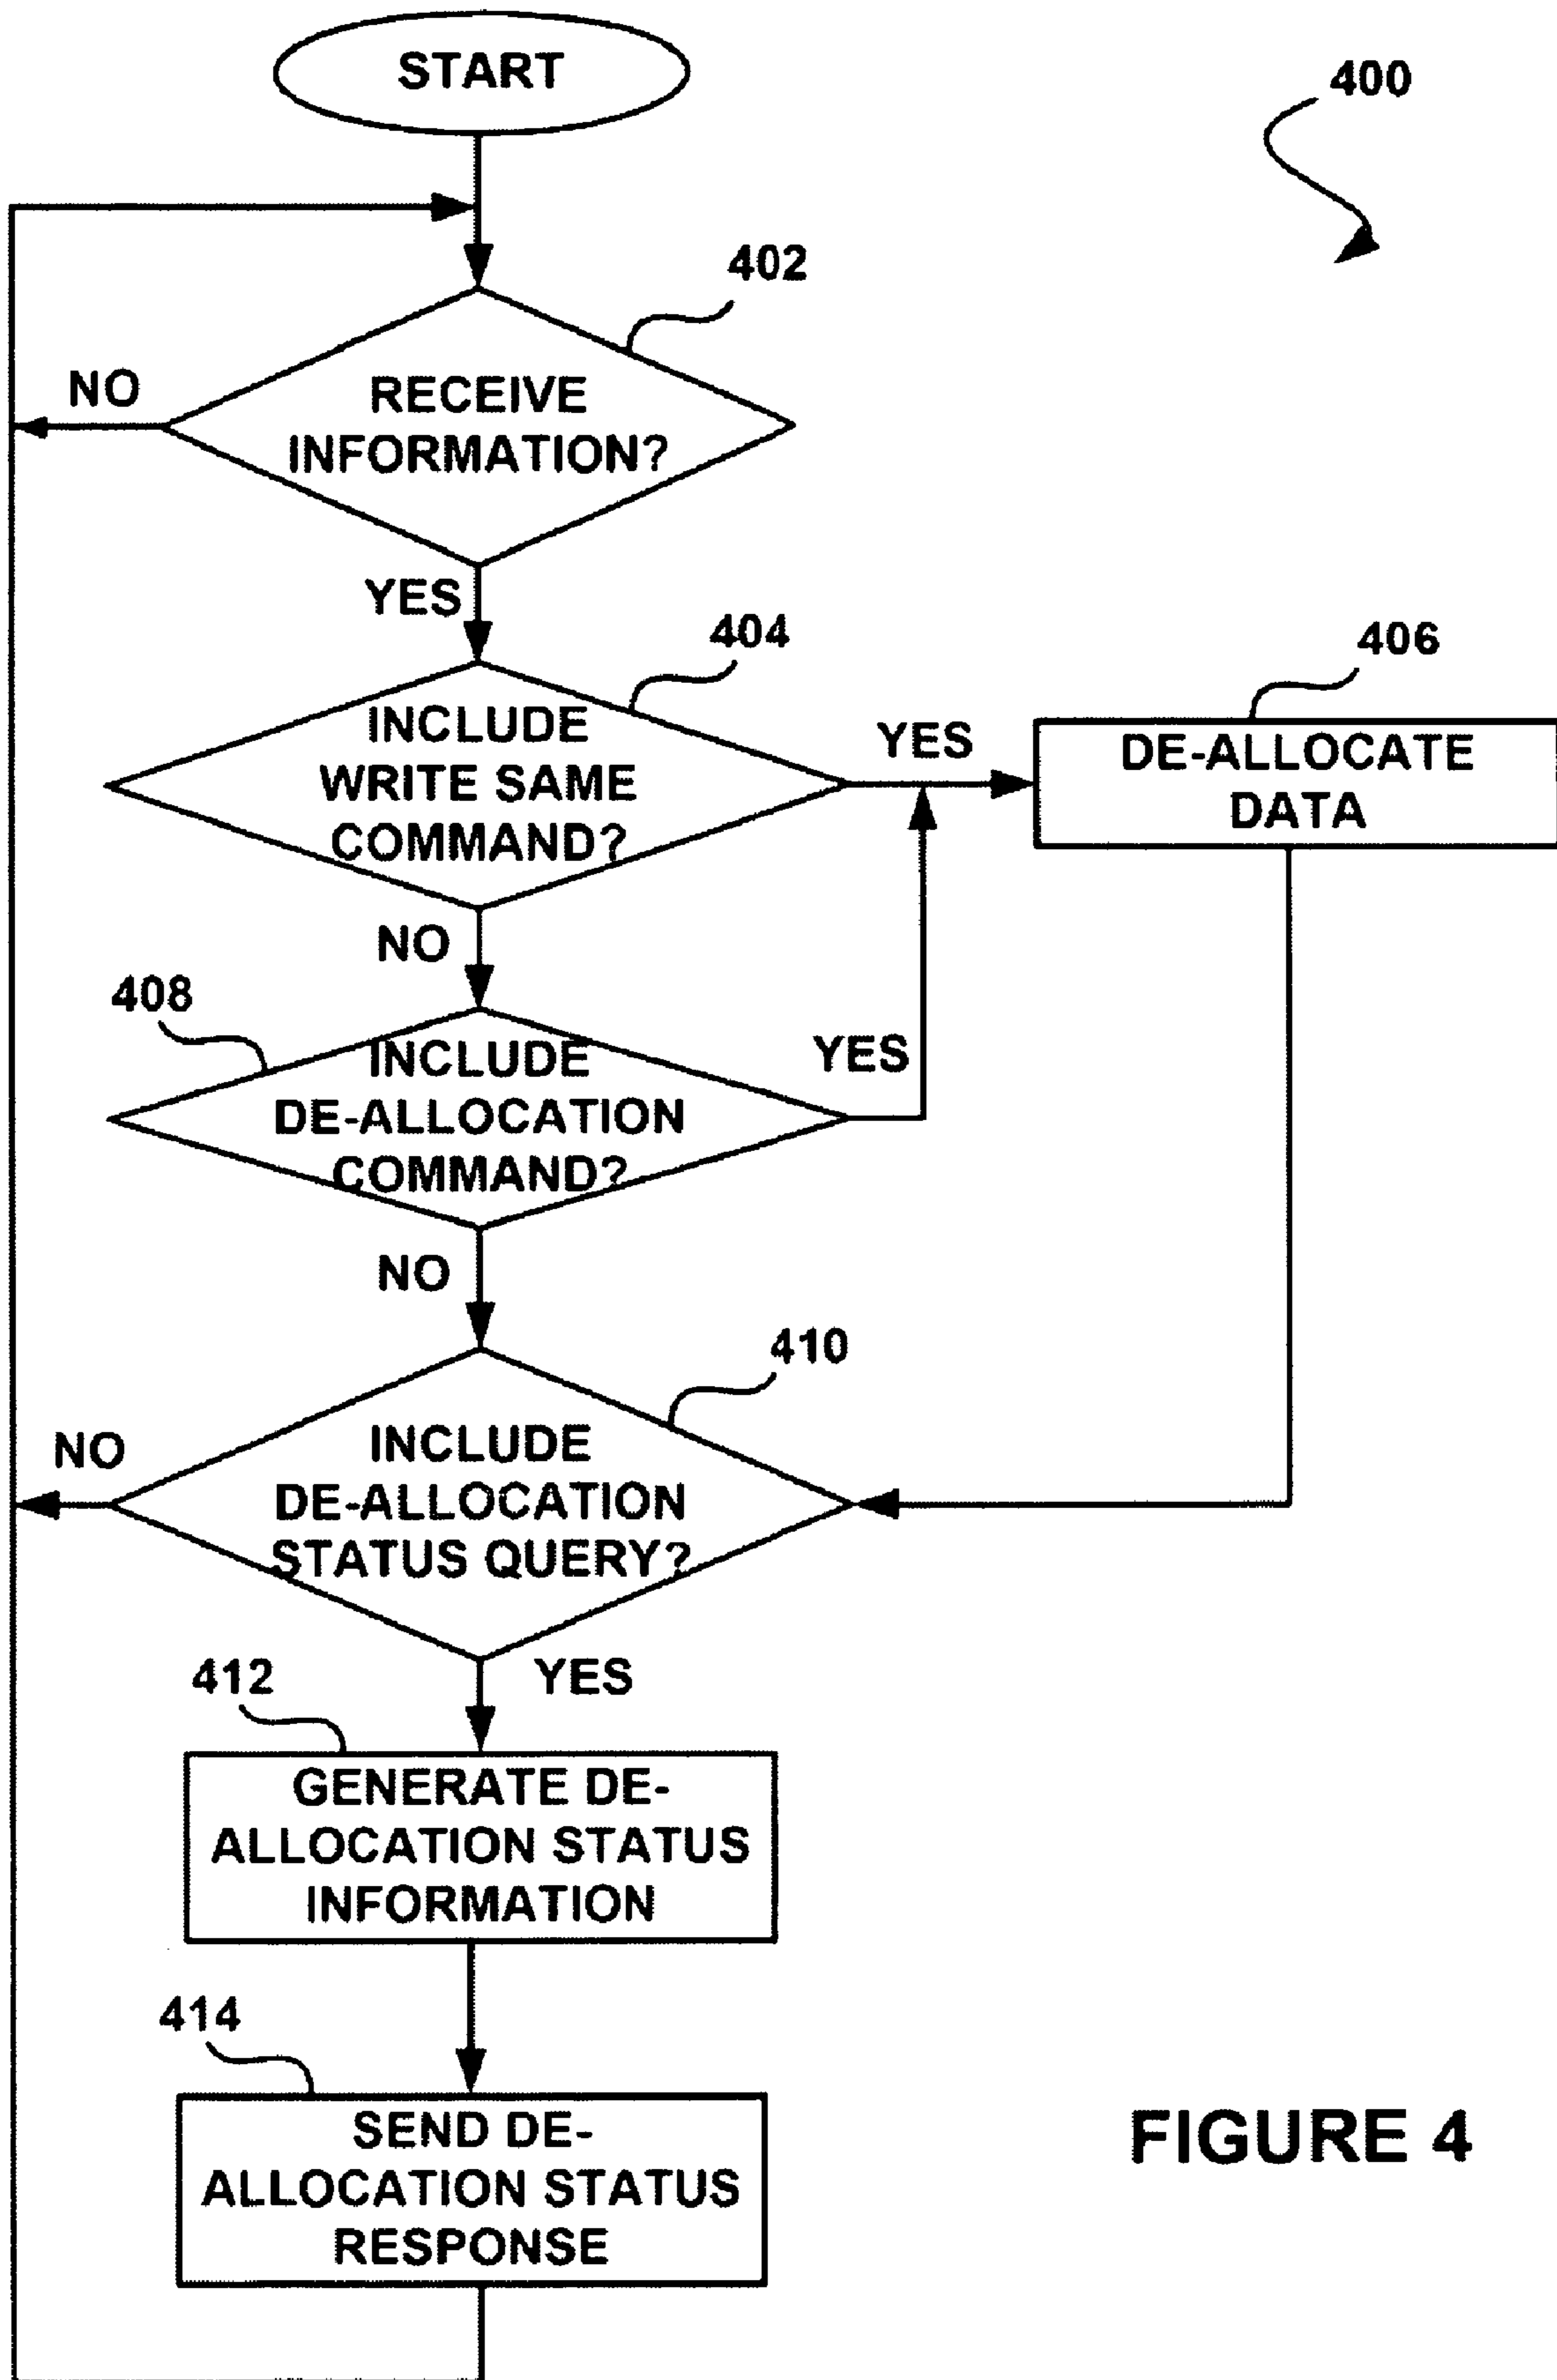 START
400
402
NO
RECEIVE
INFORMATION?
YES
404
INCLUDE
WRITE SAME
COMMAND?
YES
406
DE-ALLOCATE
DATA
NO
408
INCLUDE
DE-ALLOCATION
COMMAND?
YES
NO
410
NO
INCLUDE
DE-ALLOCATION
STATUS QUERY?
YES
412
GENERATE DE-
ALLOCATION STATUS
INFORMATION
414
SEND DE-
ALLOCATION STATUS
RESPONSE
FIGURE 4